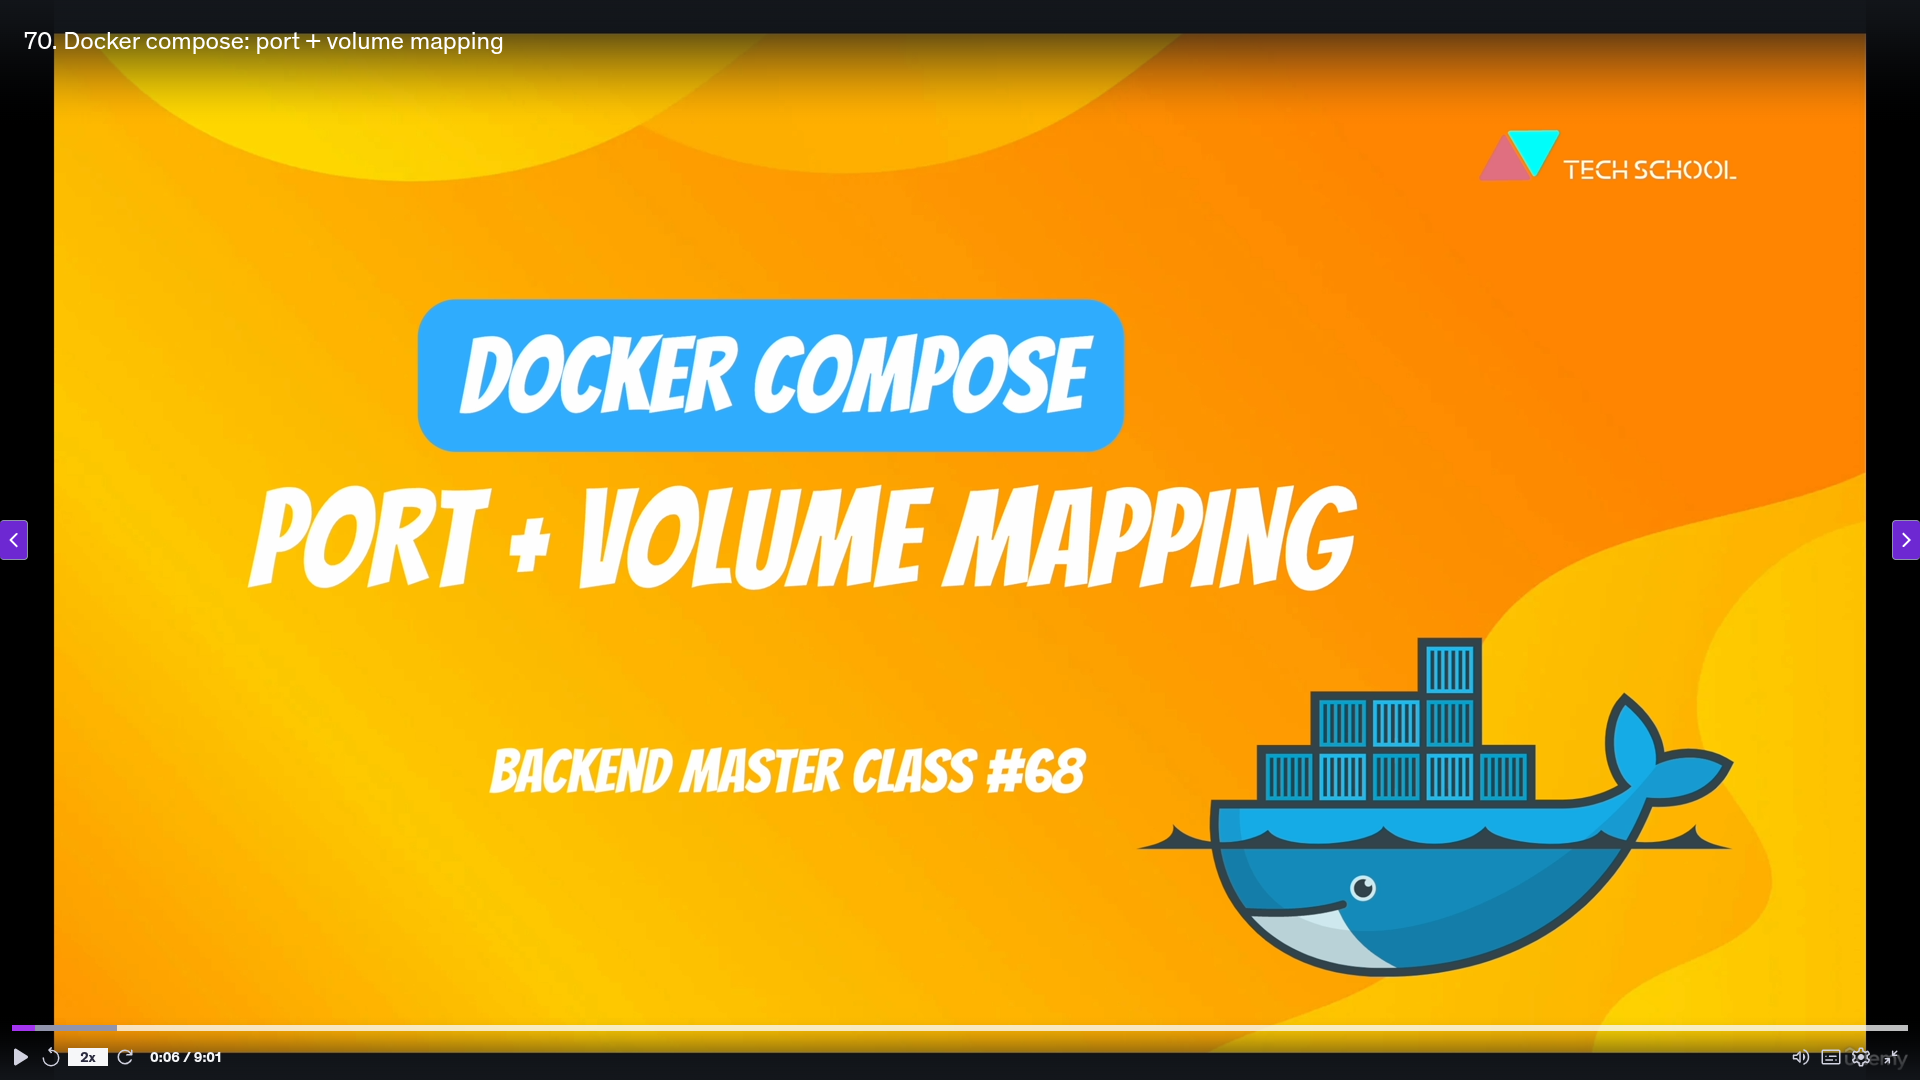 70. Docker compose: port + volume mapping
TECH SCHOOL
DOCKER COMPOSE
PORT + VOLUME MAPPING
BACKEND MASTER CLASS #68
2x
0:06 / 9:01